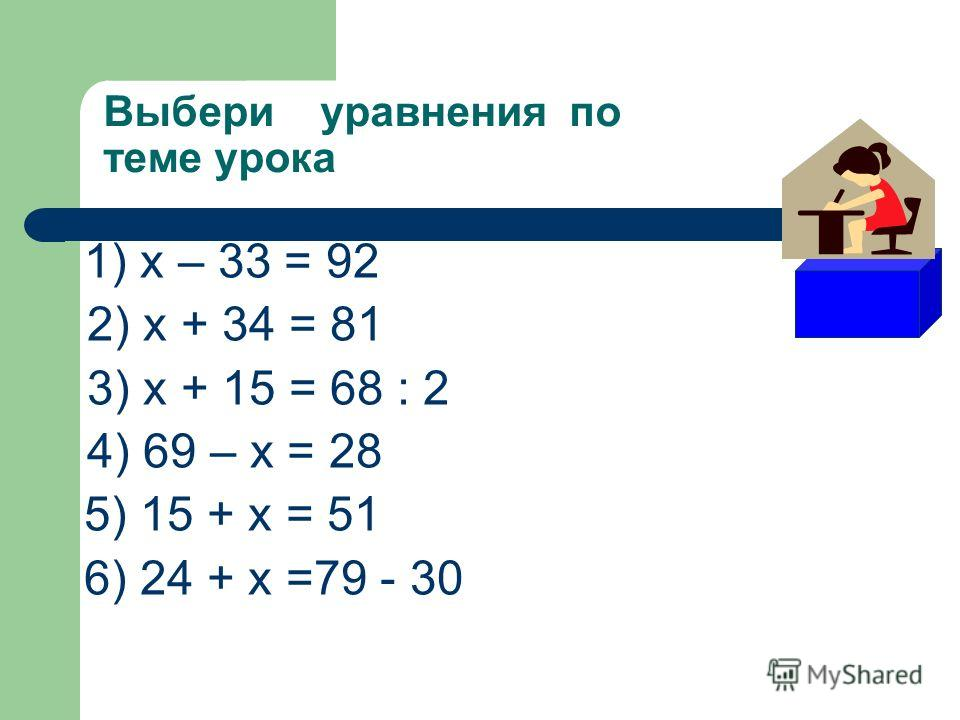 Выбери уравнения по
теме урока
1) х – 33 = 92
2) х + 34 = 81
3) х + 15 = 68 : 2
4) 69 – х = 28
5) 15 + х = 51
6) 24 + х =79 - 30
MyShared